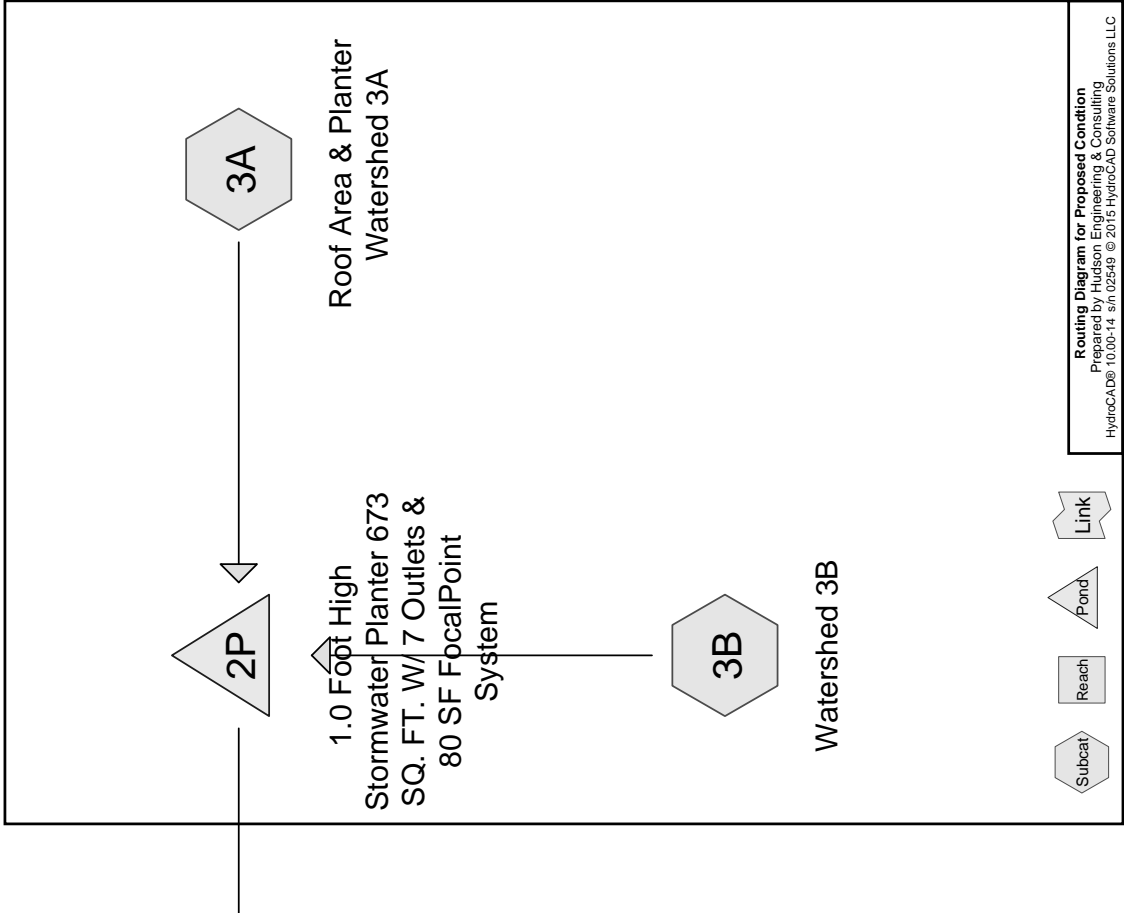 3A
Roof Area & Planter
Watershed 3A
2P
1.0 Foot High
Stormwater Planter 673
SQ. FT. W/ 7 Outlets &
80 SF FocalPoint
System
3B
Watershed 3B
Subcat
Reach
Pond
Link
Routing Diagram for Proposed Condtion
Prepared by Hudson Engineering & Consulting
HydroCAD® 10.00-14 s/n 02549 © 2015 HydroCAD Software Solutions LLC